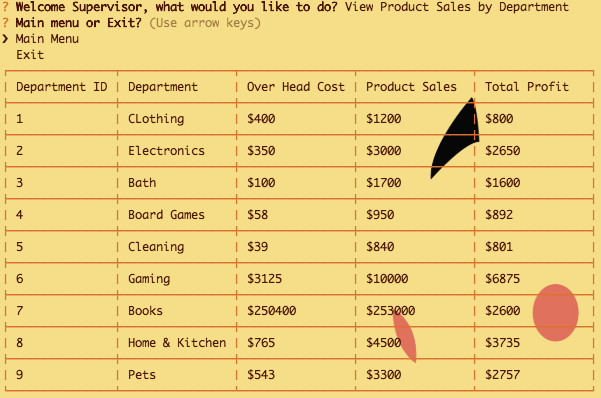 ? Welcome Supervisor, what would you like to do? View Product Sales by Department
? Main menu or Exit? (Use arrow keys)
❯ Main Menu
Exit
Department ID | Department | Over Head Cost | Product Sales | Total Profit
1 | CLothing | $400 | $1200 | $800
2 | Electronics | $350 | $3000 | $2650
3 | Bath | $100 | $1700 | $1600
4 | Board Games | $58 | $950 | $892
5 | Cleaning | $39 | $840 | $801
6 | Gaming | $3125 | $10000 | $6875
7 | Books | $250400 | $253000 | $2600
8 | Home & Kitchen | $765 | $4500 | $3735
9 | Pets | $543 | $3300 | $2757